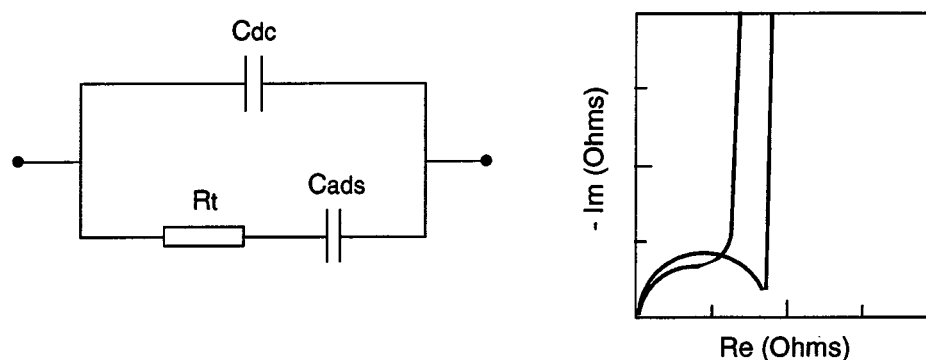 Cdc
Rt
Cads
- Im (Ohms)
Re (Ohms)